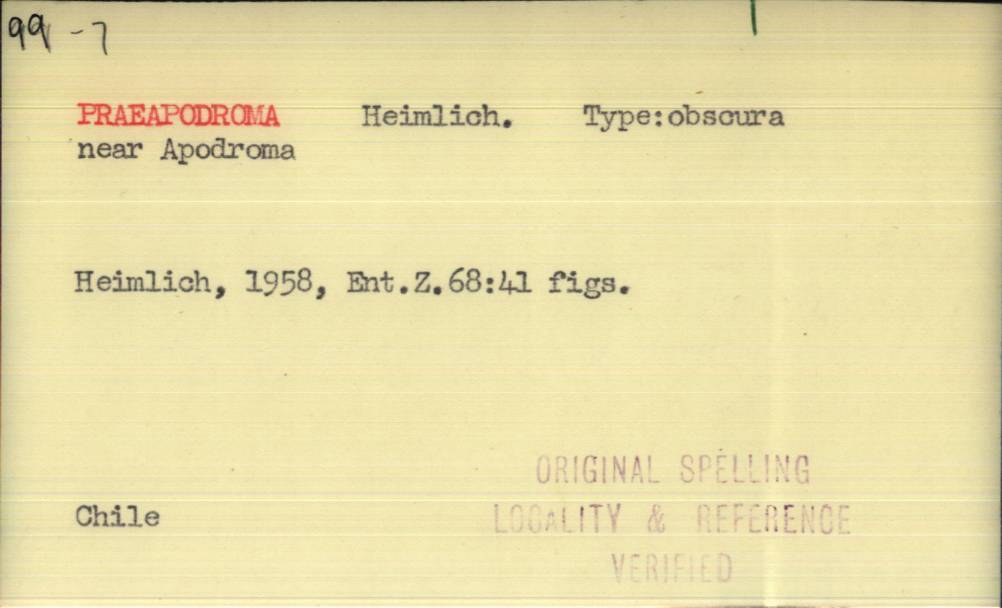 99-7
PRAEAPODROMA Heimlich. Type:obscura
near Apodroma
Heimlich, 1958, Ent.Z.68:41 figs.
ORIGINAL SPELLING
Chile LOCALITY & REFERENCE
VERIFIED